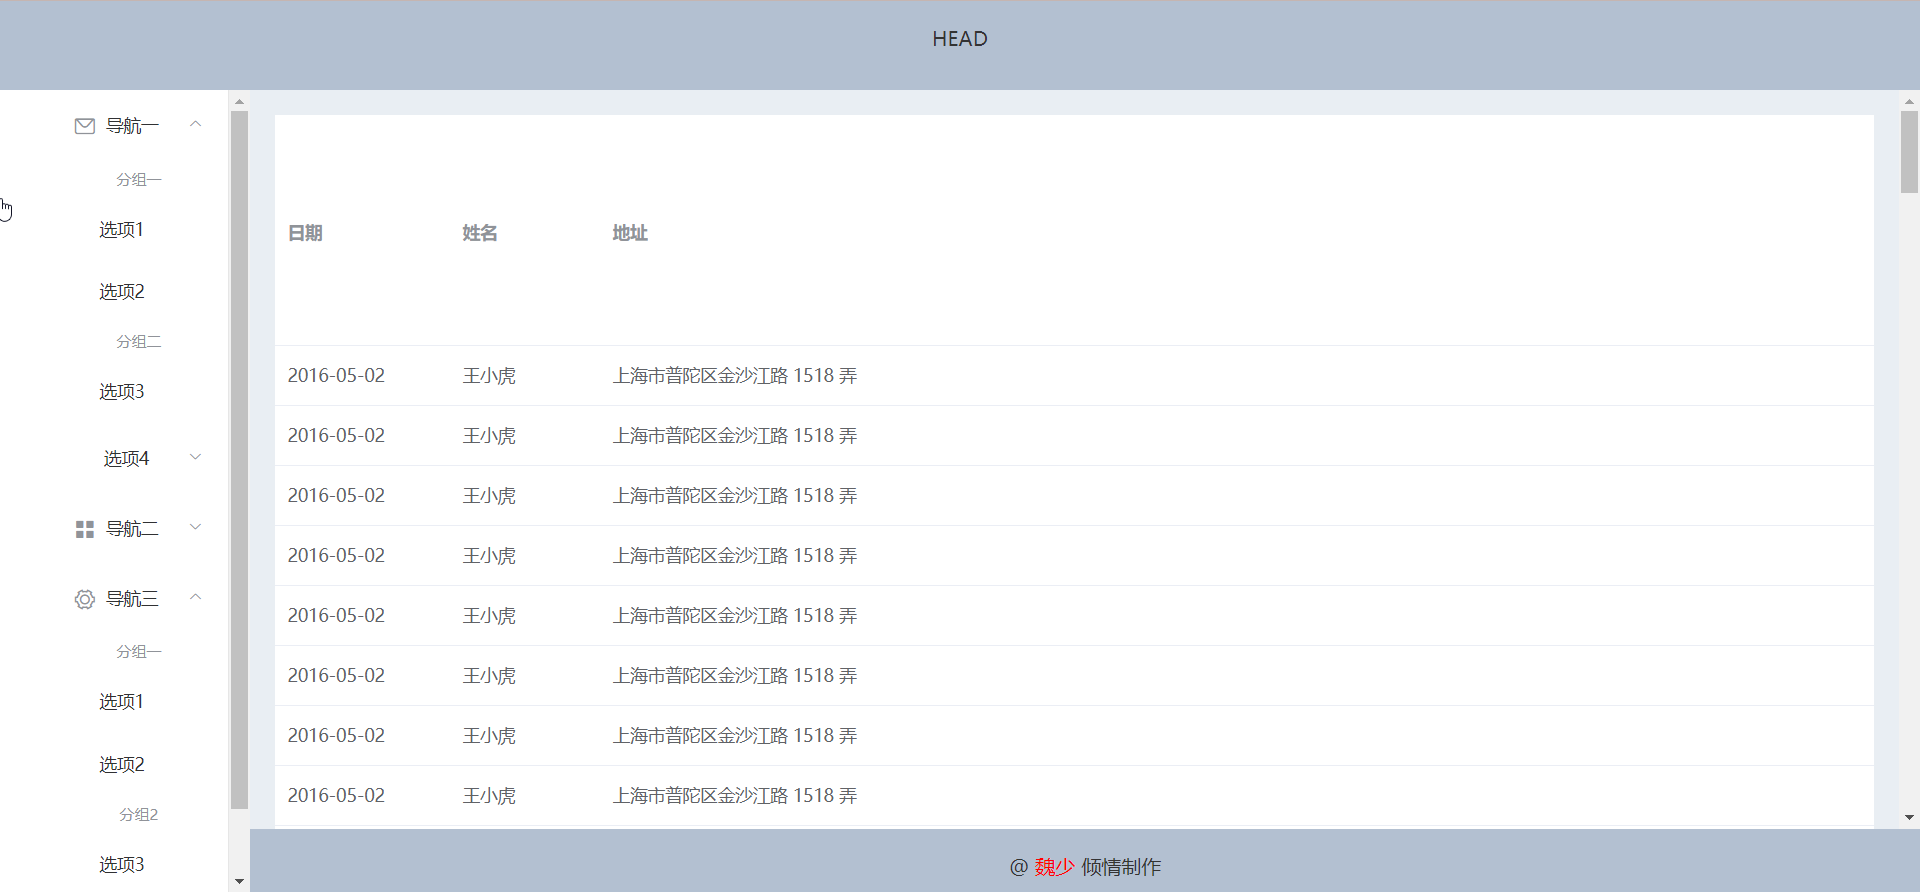 HEAD
导航一
分组一
选项1
选项2
分组二
选项3
选项4
导航二
导航三
分组一
选项1
选项2
分组2
选项3
日期 姓名 地址
2016-05-02 王小虎 上海市普陀区金沙江路 1518 弄
2016-05-02 王小虎 上海市普陀区金沙江路 1518 弄
2016-05-02 王小虎 上海市普陀区金沙江路 1518 弄
2016-05-02 王小虎 上海市普陀区金沙江路 1518 弄
2016-05-02 王小虎 上海市普陀区金沙江路 1518 弄
2016-05-02 王小虎 上海市普陀区金沙江路 1518 弄
2016-05-02 王小虎 上海市普陀区金沙江路 1518 弄
2016-05-02 王小虎 上海市普陀区金沙江路 1518 弄
@ 魏少 倾情制作